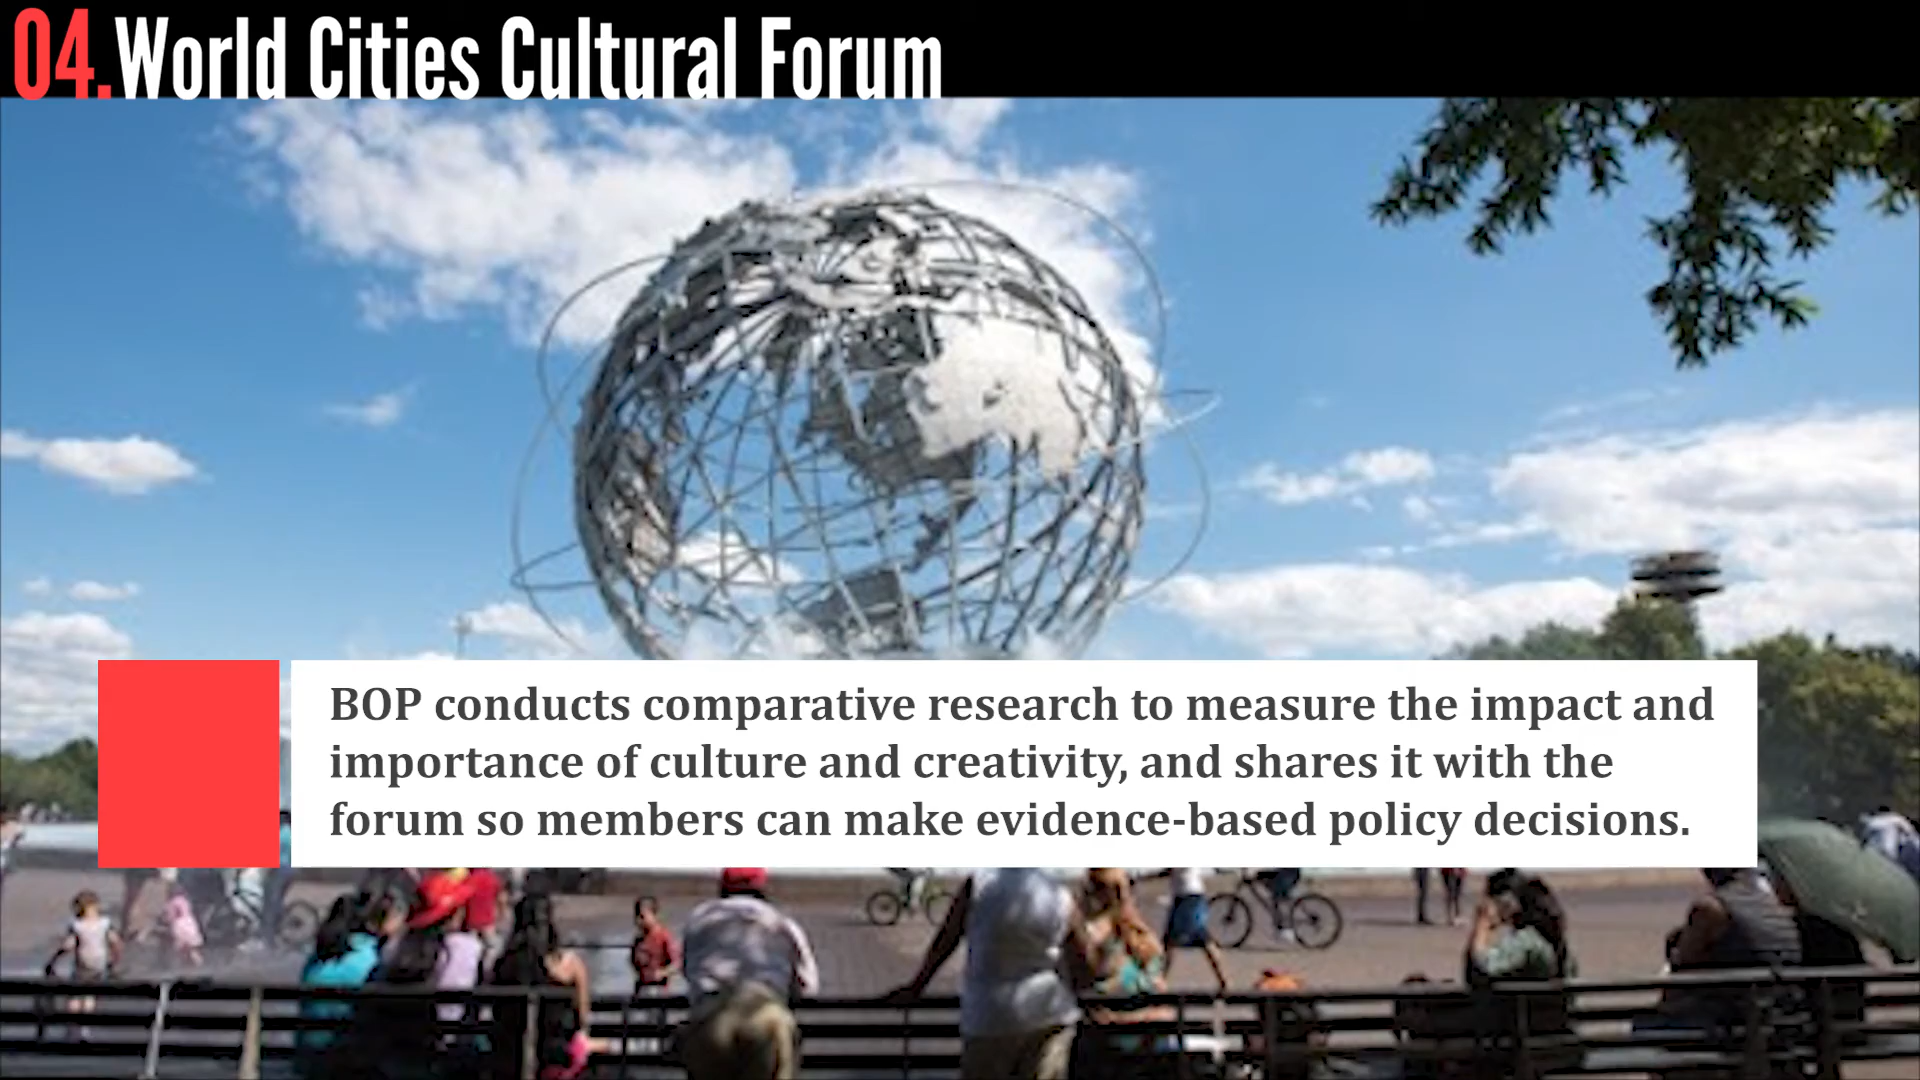 04.World Cities Cultural Forum
BOP conducts comparative research to measure the impact and
importance of culture and creativity, and shares it with the
forum so members can make evidence-based policy decisions.